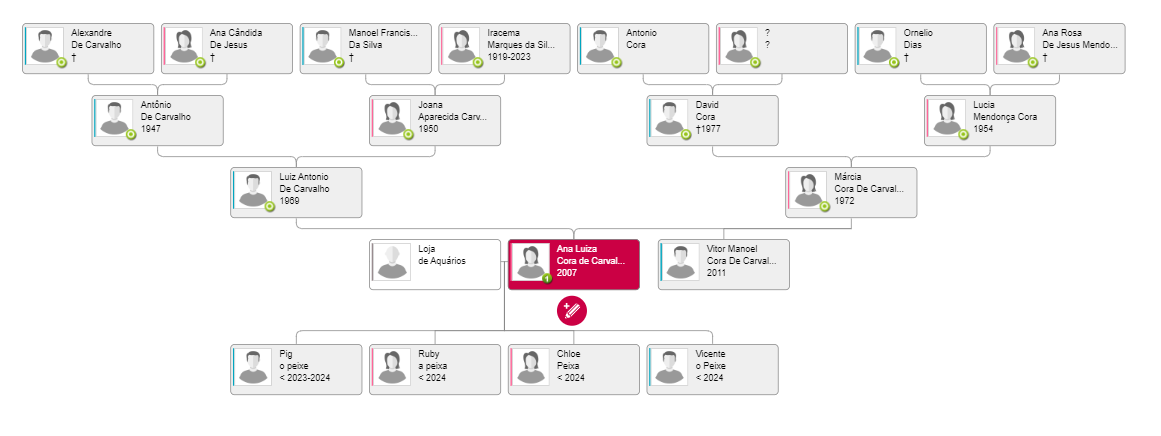 Alexandre
De Carvalho
†
Ana Cândida
De Jesus
†
Manoel Francis...
Da Silva
†
Iracema
Marques da Sil...
1919-2023
Antonio
Cora
?
?
Ornelio
Dias
†
Ana Rosa
De Jesus Mendo...
†
Antônio
De Carvalho
1947
Joana
Aparecida Carv...
1950
David
Cora
†1977
Lucia
Mendonça Cora
1954
Luiz Antonio
De Carvalho
1969
Márcia
Cora De Carval...
1972
Loja
de Aquários
Ana Luiza
Cora de Carval...
2007
1
Vitor Manoel
Cora De Carval...
2011
Pig
o peixe
< 2023-2024
Ruby
a peixa
< 2024
Chloe
Peixa
< 2024
Vicente
o Peixe
< 2024